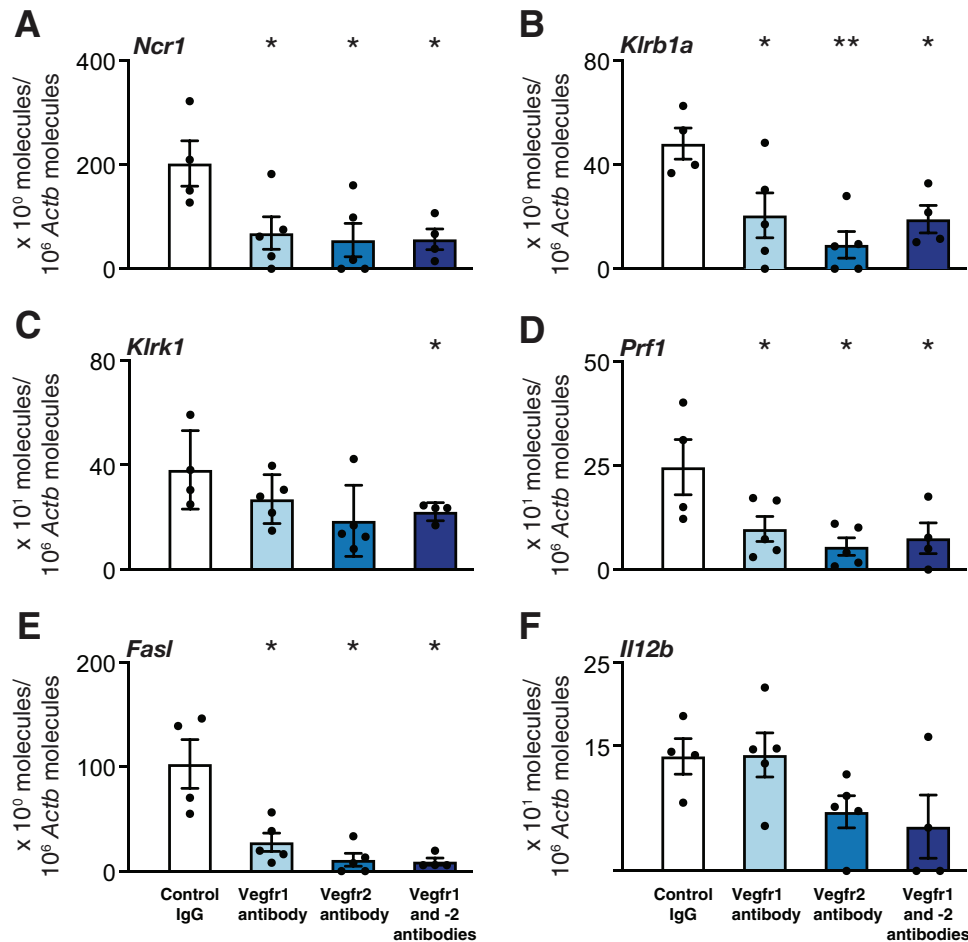 A
Ncr1
* * *
400
200
0
x 10⁰ molecules/
10⁶ Actb molecules
B
Klrb1a
* ** *
80
40
0
x 10⁰ molecules/
10⁶ Actb molecules
C
Klrk1
*
80
40
0
x 10¹ molecules/
10⁶ Actb molecules
D
Prf1
* * *
50
25
0
x 10¹ molecules/
10⁶ Actb molecules
E
Fasl
* * *
200
100
0
x 10⁰ molecules/
10⁶ Actb molecules
Control
IgG
Vegfr1
antibody
Vegfr2
antibody
Vegfr1
and -2
antibodies
F
Il12b
25
15
x 10¹ molecules/
10⁶ Actb molecules
Control
IgG
Vegfr1
antibody
Vegfr2
antibody
Vegfr1
and -2
antibodies